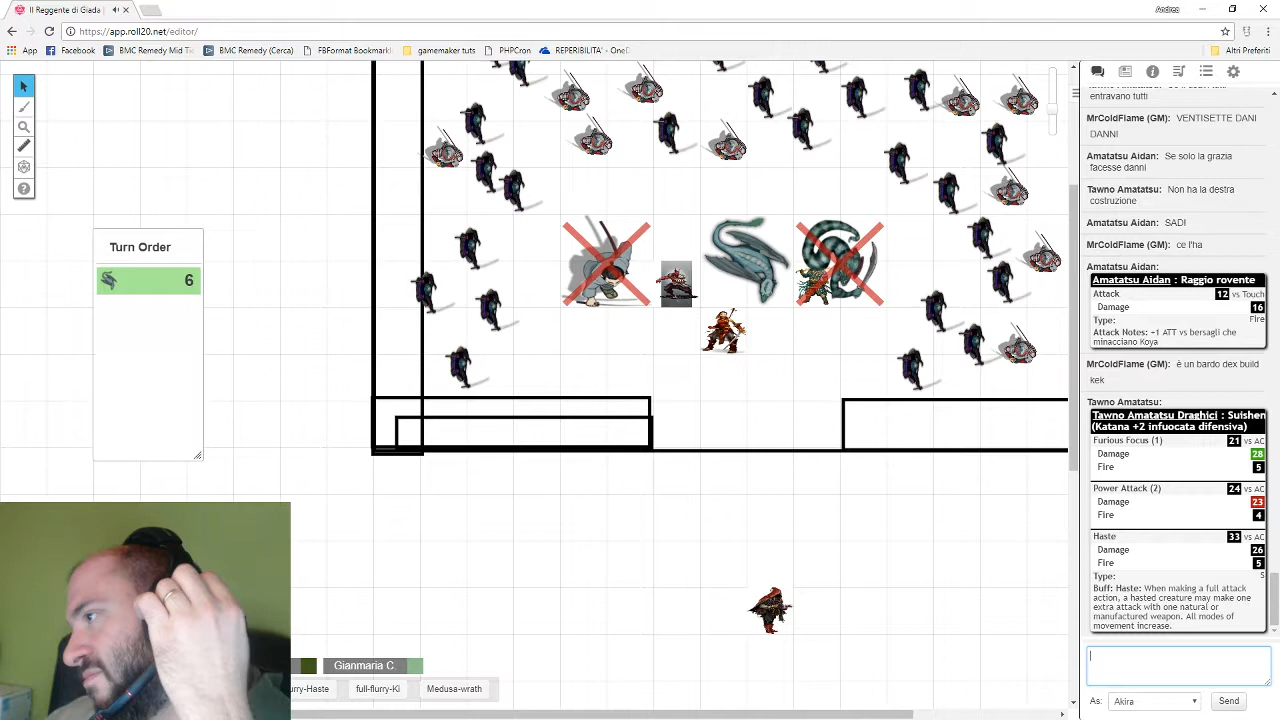 Il Reggente di Giada |
Andrea
https://app.roll20.net/editor/
App
Facebook
BMC Remedy Mid Tie
BMC Remedy (Cerca)
FBFormat Bookmarkl
gamemaker tuts
PHPCron
REPERIBILITA' - OneD
Altri Preferiti
Turn Order
6
entravano tutti
MrColdFlame (GM): VENTISETTE DANI
DANNI
Amatatsu Aidan: Se solo la grazia
facesse danni
Tawno Amatatsu: Non ha la destra
costruzione
Amatatsu Aidan: SADI
MrColdFlame (GM): ce l'ha
Amatatsu Aidan:
Amatatsu Aidan : Raggio rovente
Attack 12 vs Touch
Damage 16
Type: Fire
Attack Notes: +1 ATT vs bersagli che
minacciano Koya
MrColdFlame (GM): è un bardo dex build
kek
Tawno Amatatsu:
Tawno Amatatsu Draghici : Suishen
(Katana +2 infuocata difensiva)
Furious Focus (1) 21 vs AC
Damage 28
Fire 5
Power Attack (2) 24 vs AC
Damage 23
Fire 4
Haste 33 vs AC
Damage 26
Fire 5
Type: S
Buff: Haste: When making a full attack
action, a hasted creature may make one
extra attack with one natural or
manufactured weapon. All modes of
movement increase.
Gianmaria C.
urry-Haste
full-flurry-Ki
Medusa-wrath
As: Akira
Send